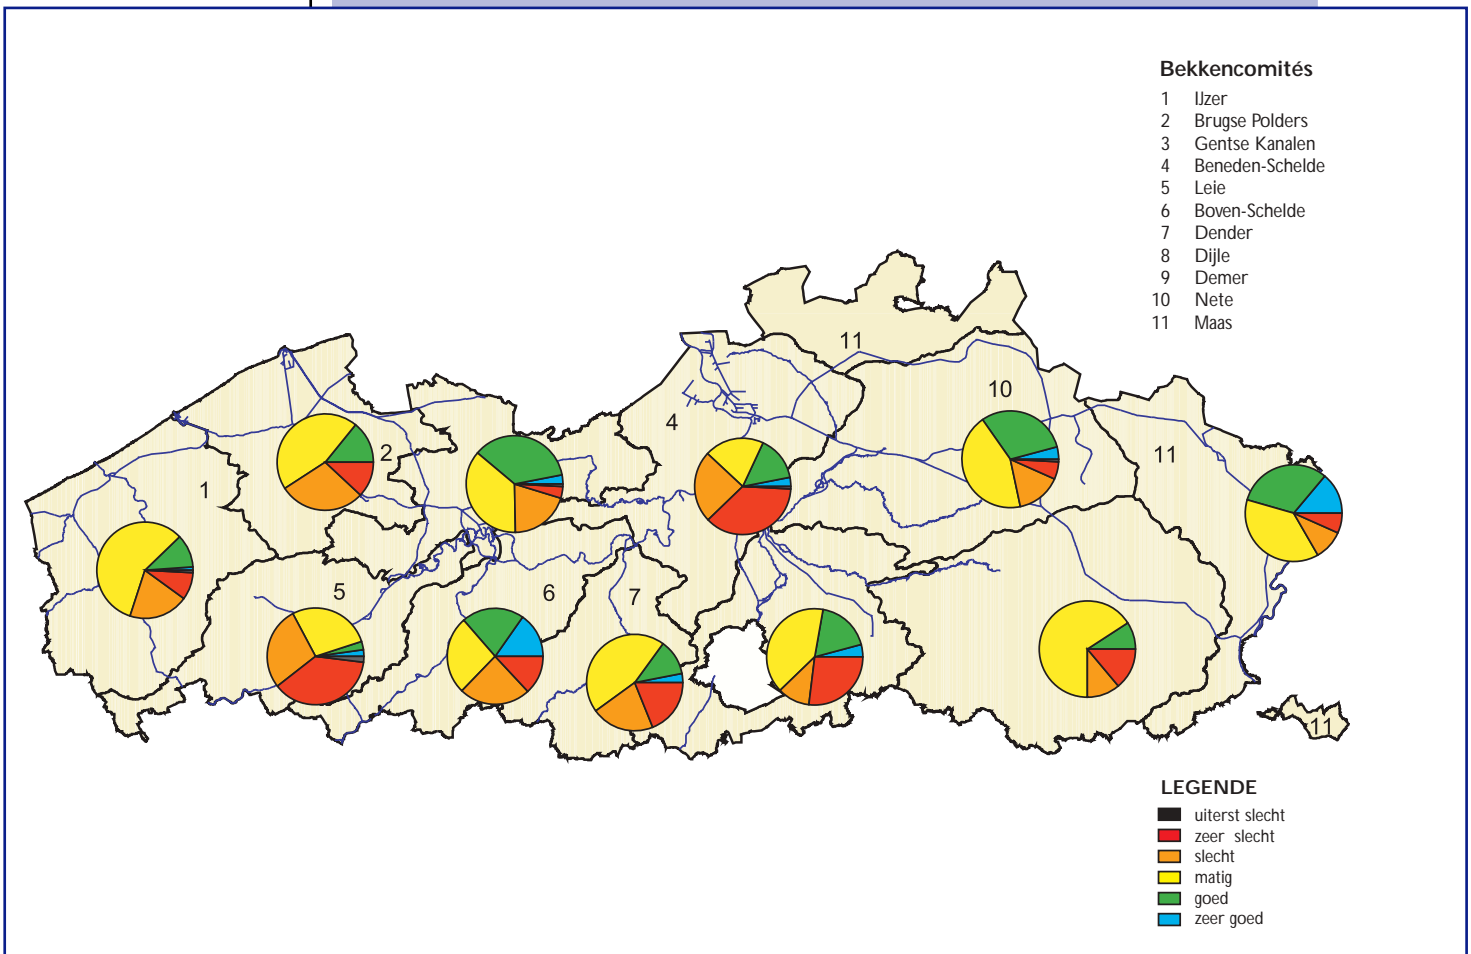 Bekkencomités
1 IJzer
2 Brugse Polders
3 Gentse Kanalen
4 Beneden-Schelde
5 Leie
6 Boven-Schelde
7 Dender
8 Dijle
9 Demer
10 Nete
11 Maas
11
10
4
11
2
1
5
6
7
11
LEGENDE
uiterst slecht
zeer slecht
slecht
matig
goed
zeer goed